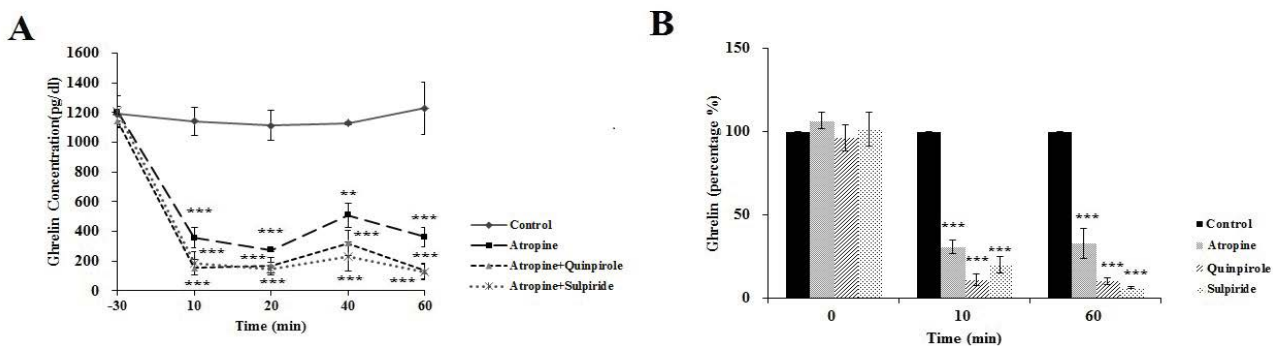 A
Ghrelin Concentration(pg/dl)
1600
1400
1200
1000
800
600
400
200
0
***
***
**
***
***
***
***
***
***
***
***
***
-30
10
20
40
60
Time (min)
Control
Atropine
Atropine+Quinpirole
Atropine+Sulpiride
B
Ghrelin (percentage %)
150
100
50
0
***
***
***
***
***
***
0
10
60
Time (min)
Control
Atropine
Quinpirole
Sulpiride